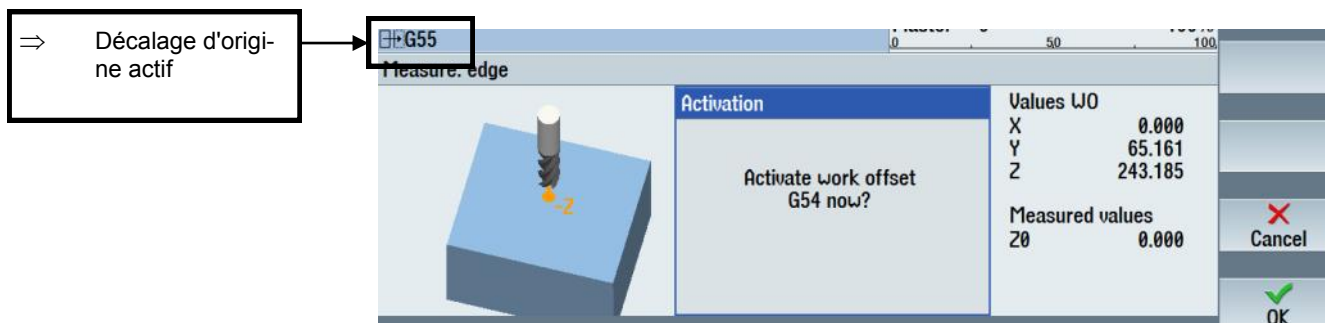 ⇒ Décalage d'origi-
ne actif
G55
0 50 100
Measure: edge
Activation
Activate work offset
G54 now?
-Z
Values WO
X 0.000
Y 65.161
Z 243.185
Measured values
Z0 0.000
Cancel
OK